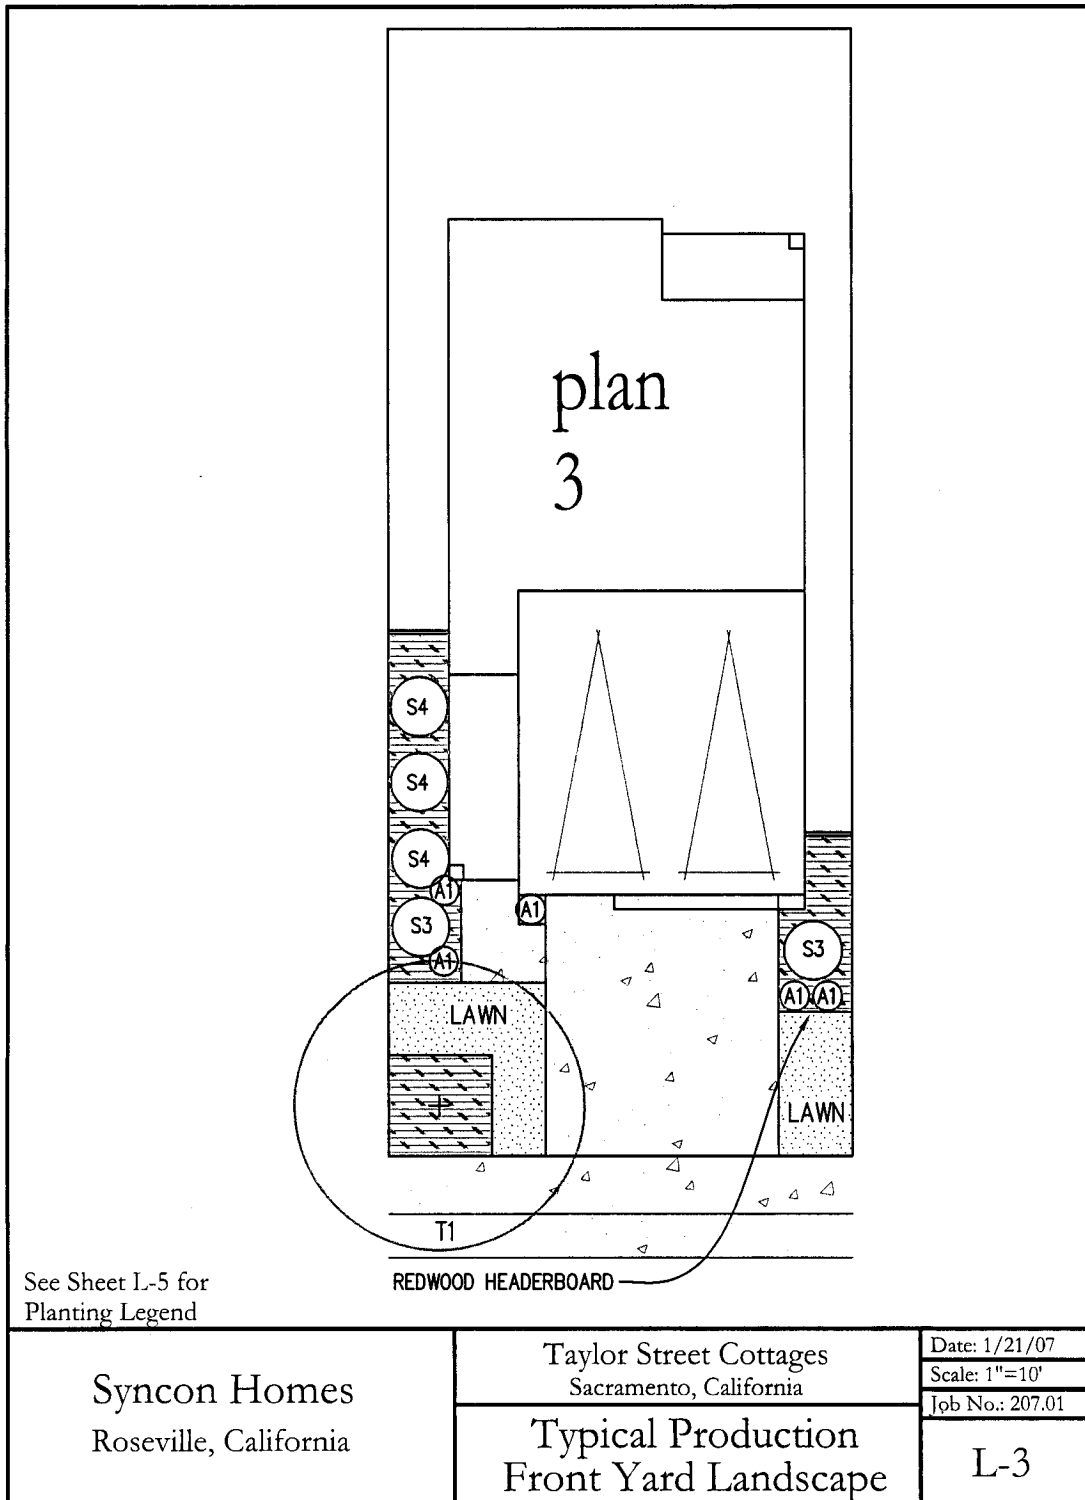 plan
3
S4
S4
S4
A1
A1
S3
A1
S3
A1 A1
LAWN
LAWN
T1
REDWOOD HEADERBOARD
See Sheet L-5 for
Planting Legend
Syncon Homes
Roseville, California
Taylor Street Cottages
Sacramento, California
Typical Production
Front Yard Landscape
Date: 1/21/07
Scale: 1"=10'
Job No.: 207.01
L-3